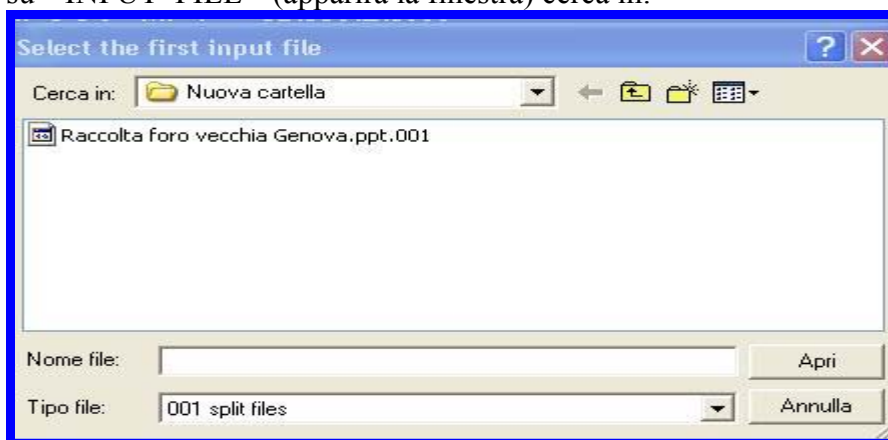 su "INPUT FILE" (apparirà la finestra) cerca in:
Select the first input file
Cerca in: Nuova cartella
Raccolta foro vecchia Genova.ppt.001
Nome file:
Apri
Tipo file: 001 split files
Annulla